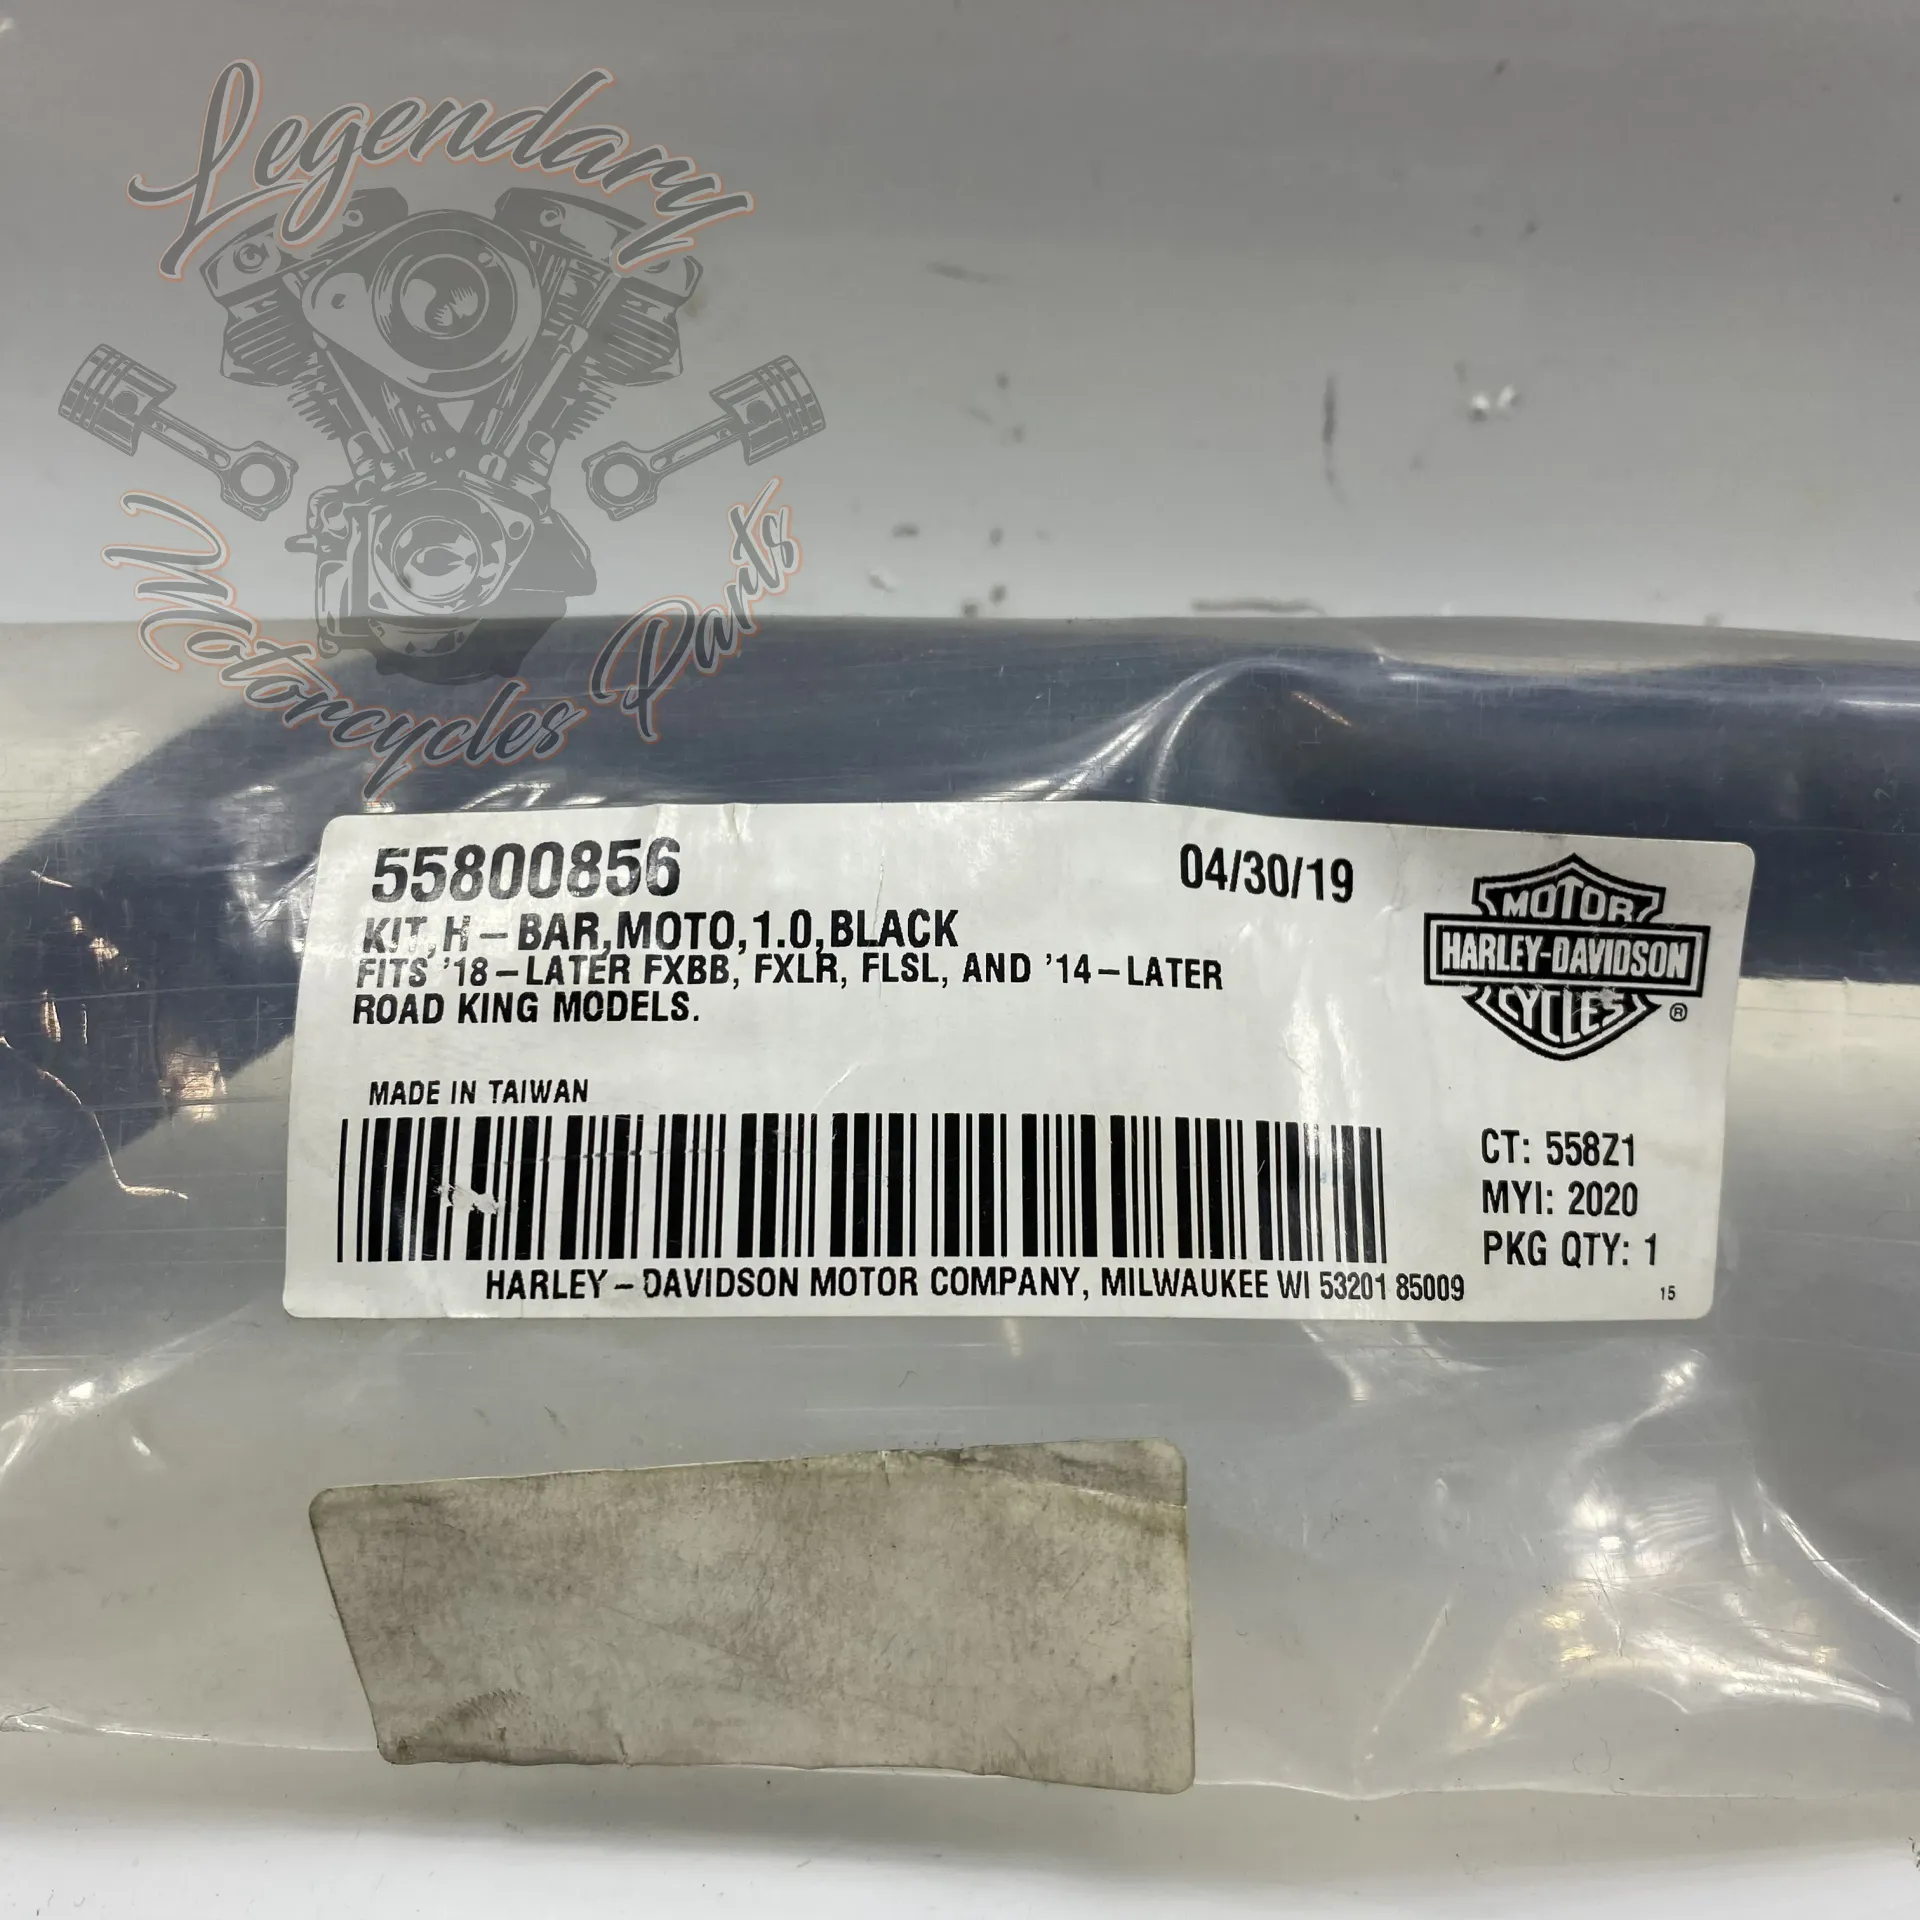 Legendary
Motorcycles Parts
55800856
04/30/19
KIT,H-BAR,MOTO,1.0,BLACK
FITS '18-LATER FXBB, FXLR, FLSL, AND '14-LATER
ROAD KING MODELS.
MOTOR
HARLEY-DAVIDSON
CYCLES
®
MADE IN TAIWAN
CT: 558Z1
MYI: 2020
PKG QTY: 1
HARLEY-DAVIDSON MOTOR COMPANY, MILWAUKEE WI 53201 85009
15